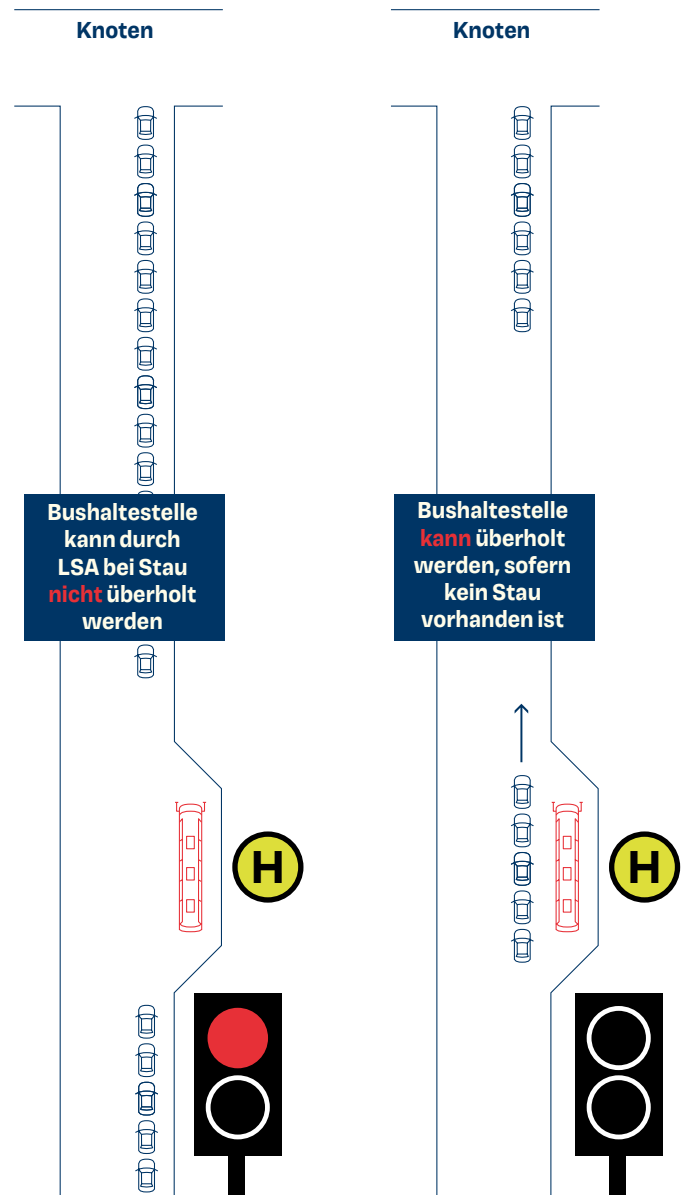 Knoten
Bushaltestelle
kann durch
LSA bei Stau
nicht überholt
werden
H
Knoten
Bushaltestelle
kann überholt
werden, sofern
kein Stau
vorhanden ist
H